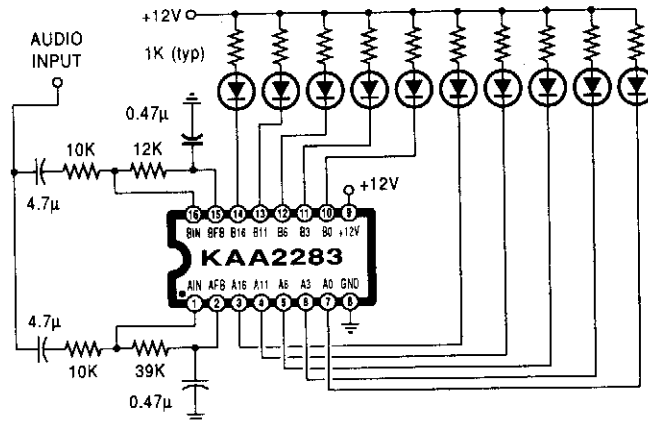 +12V
AUDIO
INPUT
1K (typ)
0.47µ
10K
12K
4.7µ
+12V
16 15 14 13 12 11 10 9
BIN BFB B16 B11 B6 B3 B0 +12V
KAA2283
AIN AFB A16 A11 A6 A3 A0 GND
1 2 3 4 5 6 7 8
4.7µ
10K
39K
0.47µ